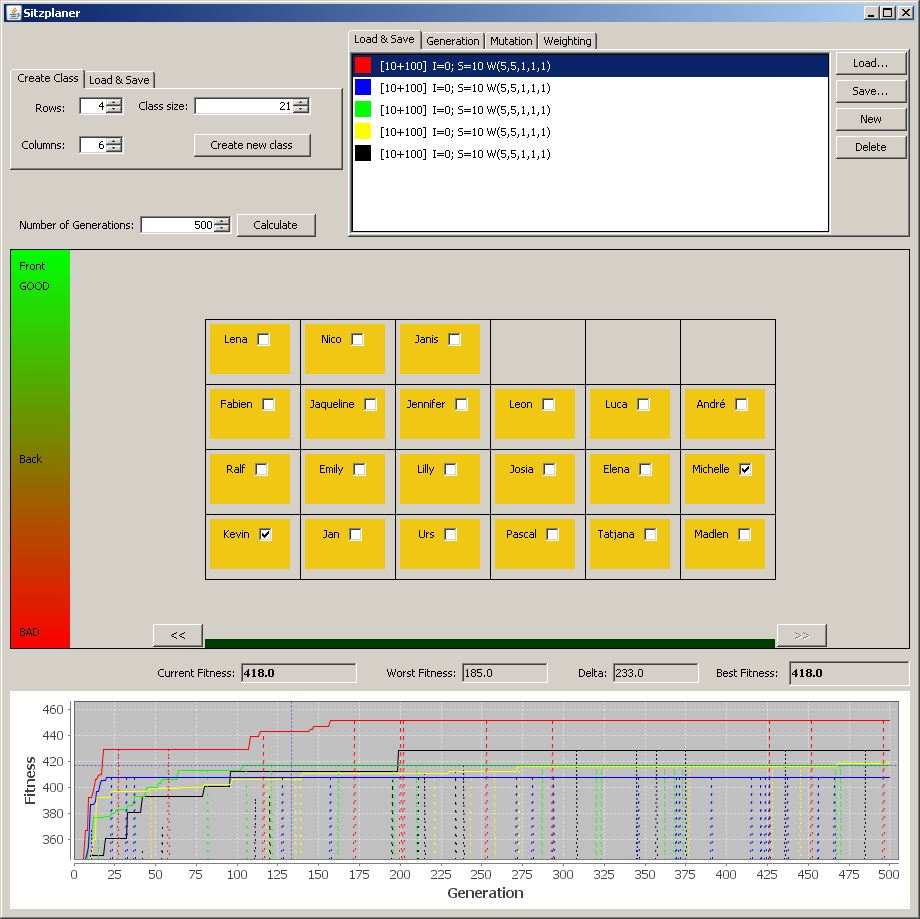 Sitzplaner
Load & Save Generation Mutation Weighting
[10+100] I=0; S=10 W(5,5,1,1,1)
[10+100] I=0; S=10 W(5,5,1,1,1)
[10+100] I=0; S=10 W(5,5,1,1,1)
[10+100] I=0; S=10 W(5,5,1,1,1)
[10+100] I=0; S=10 W(5,5,1,1,1)
Load...
Save...
New
Delete
Create Class Load & Save
Rows: 4 Class size: 21
Columns: 6 Create new class
Number of Generations: 500 Calculate
Front
GOOD
Back
BAD
Lena Nico Janis
Fabien Jaqueline Jennifer Leon Luca André
Ralf Emily Lilly Josia Elena Michelle
Kevin Jan Urs Pascal Tatjana Madlen
<< >>
Current Fitness: 418.0 Worst Fitness: 185.0 Delta: 233.0 Best Fitness: 418.0
Fitness
460
440
420
400
380
360
0 25 50 75 100 125 150 175 200 225 250 275 300 325 350 375 400 425 450 475 500
Generation